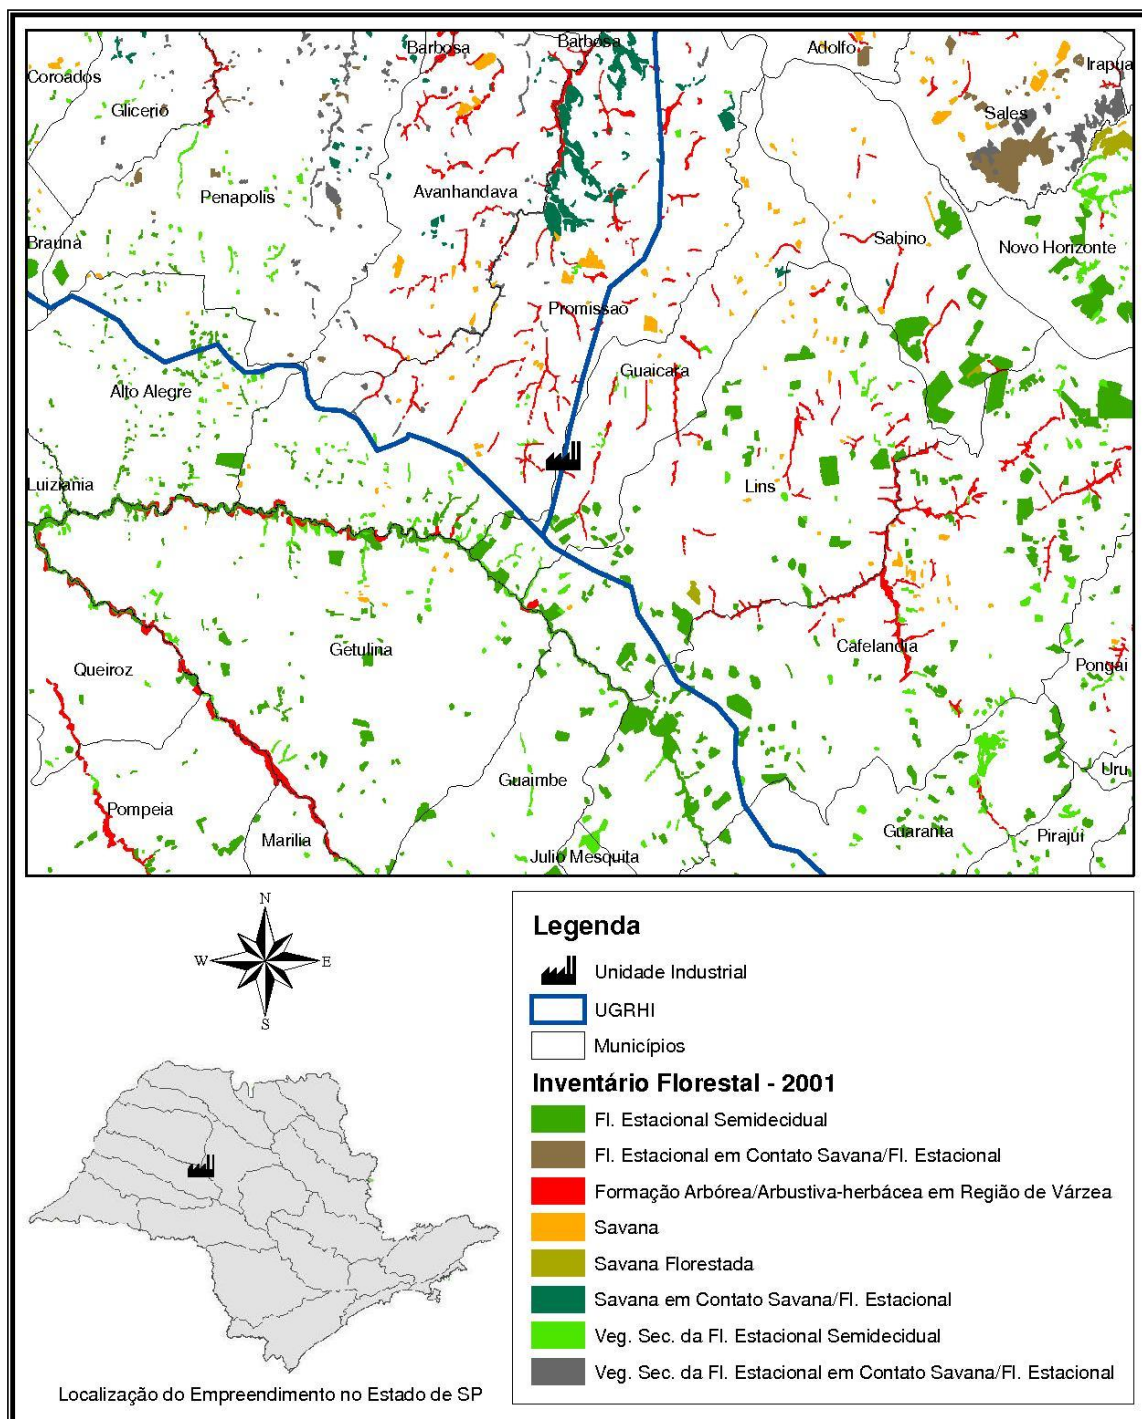 Barbosa
Barbosa
Adolfo
Irapua
Coroados
Glicerio
Sales
Penapolis
Avanhandava
Brauna
Sabino
Novo Horizonte
Promissao
Alto Alegre
Guaicara
Luiziania
Lins
Getulina
Cafelandia
Queiroz
Pongai
Guaimbe
Uru
Pompeia
Marilia
Guaranta
Pirajui
Julio Mesquita
N
W
E
S
Localização do Empreendimento no Estado de SP
Legenda
Unidade Industrial
UGRHI
Municípios
Inventário Florestal - 2001
Fl. Estacional Semidecidual
Fl. Estacional em Contato Savana/Fl. Estacional
Formação Arbórea/Arbustiva-herbácea em Região de Várzea
Savana
Savana Florestada
Savana em Contato Savana/Fl. Estacional
Veg. Sec. da Fl. Estacional Semidecidual
Veg. Sec. da Fl. Estacional em Contato Savana/Fl. Estacional